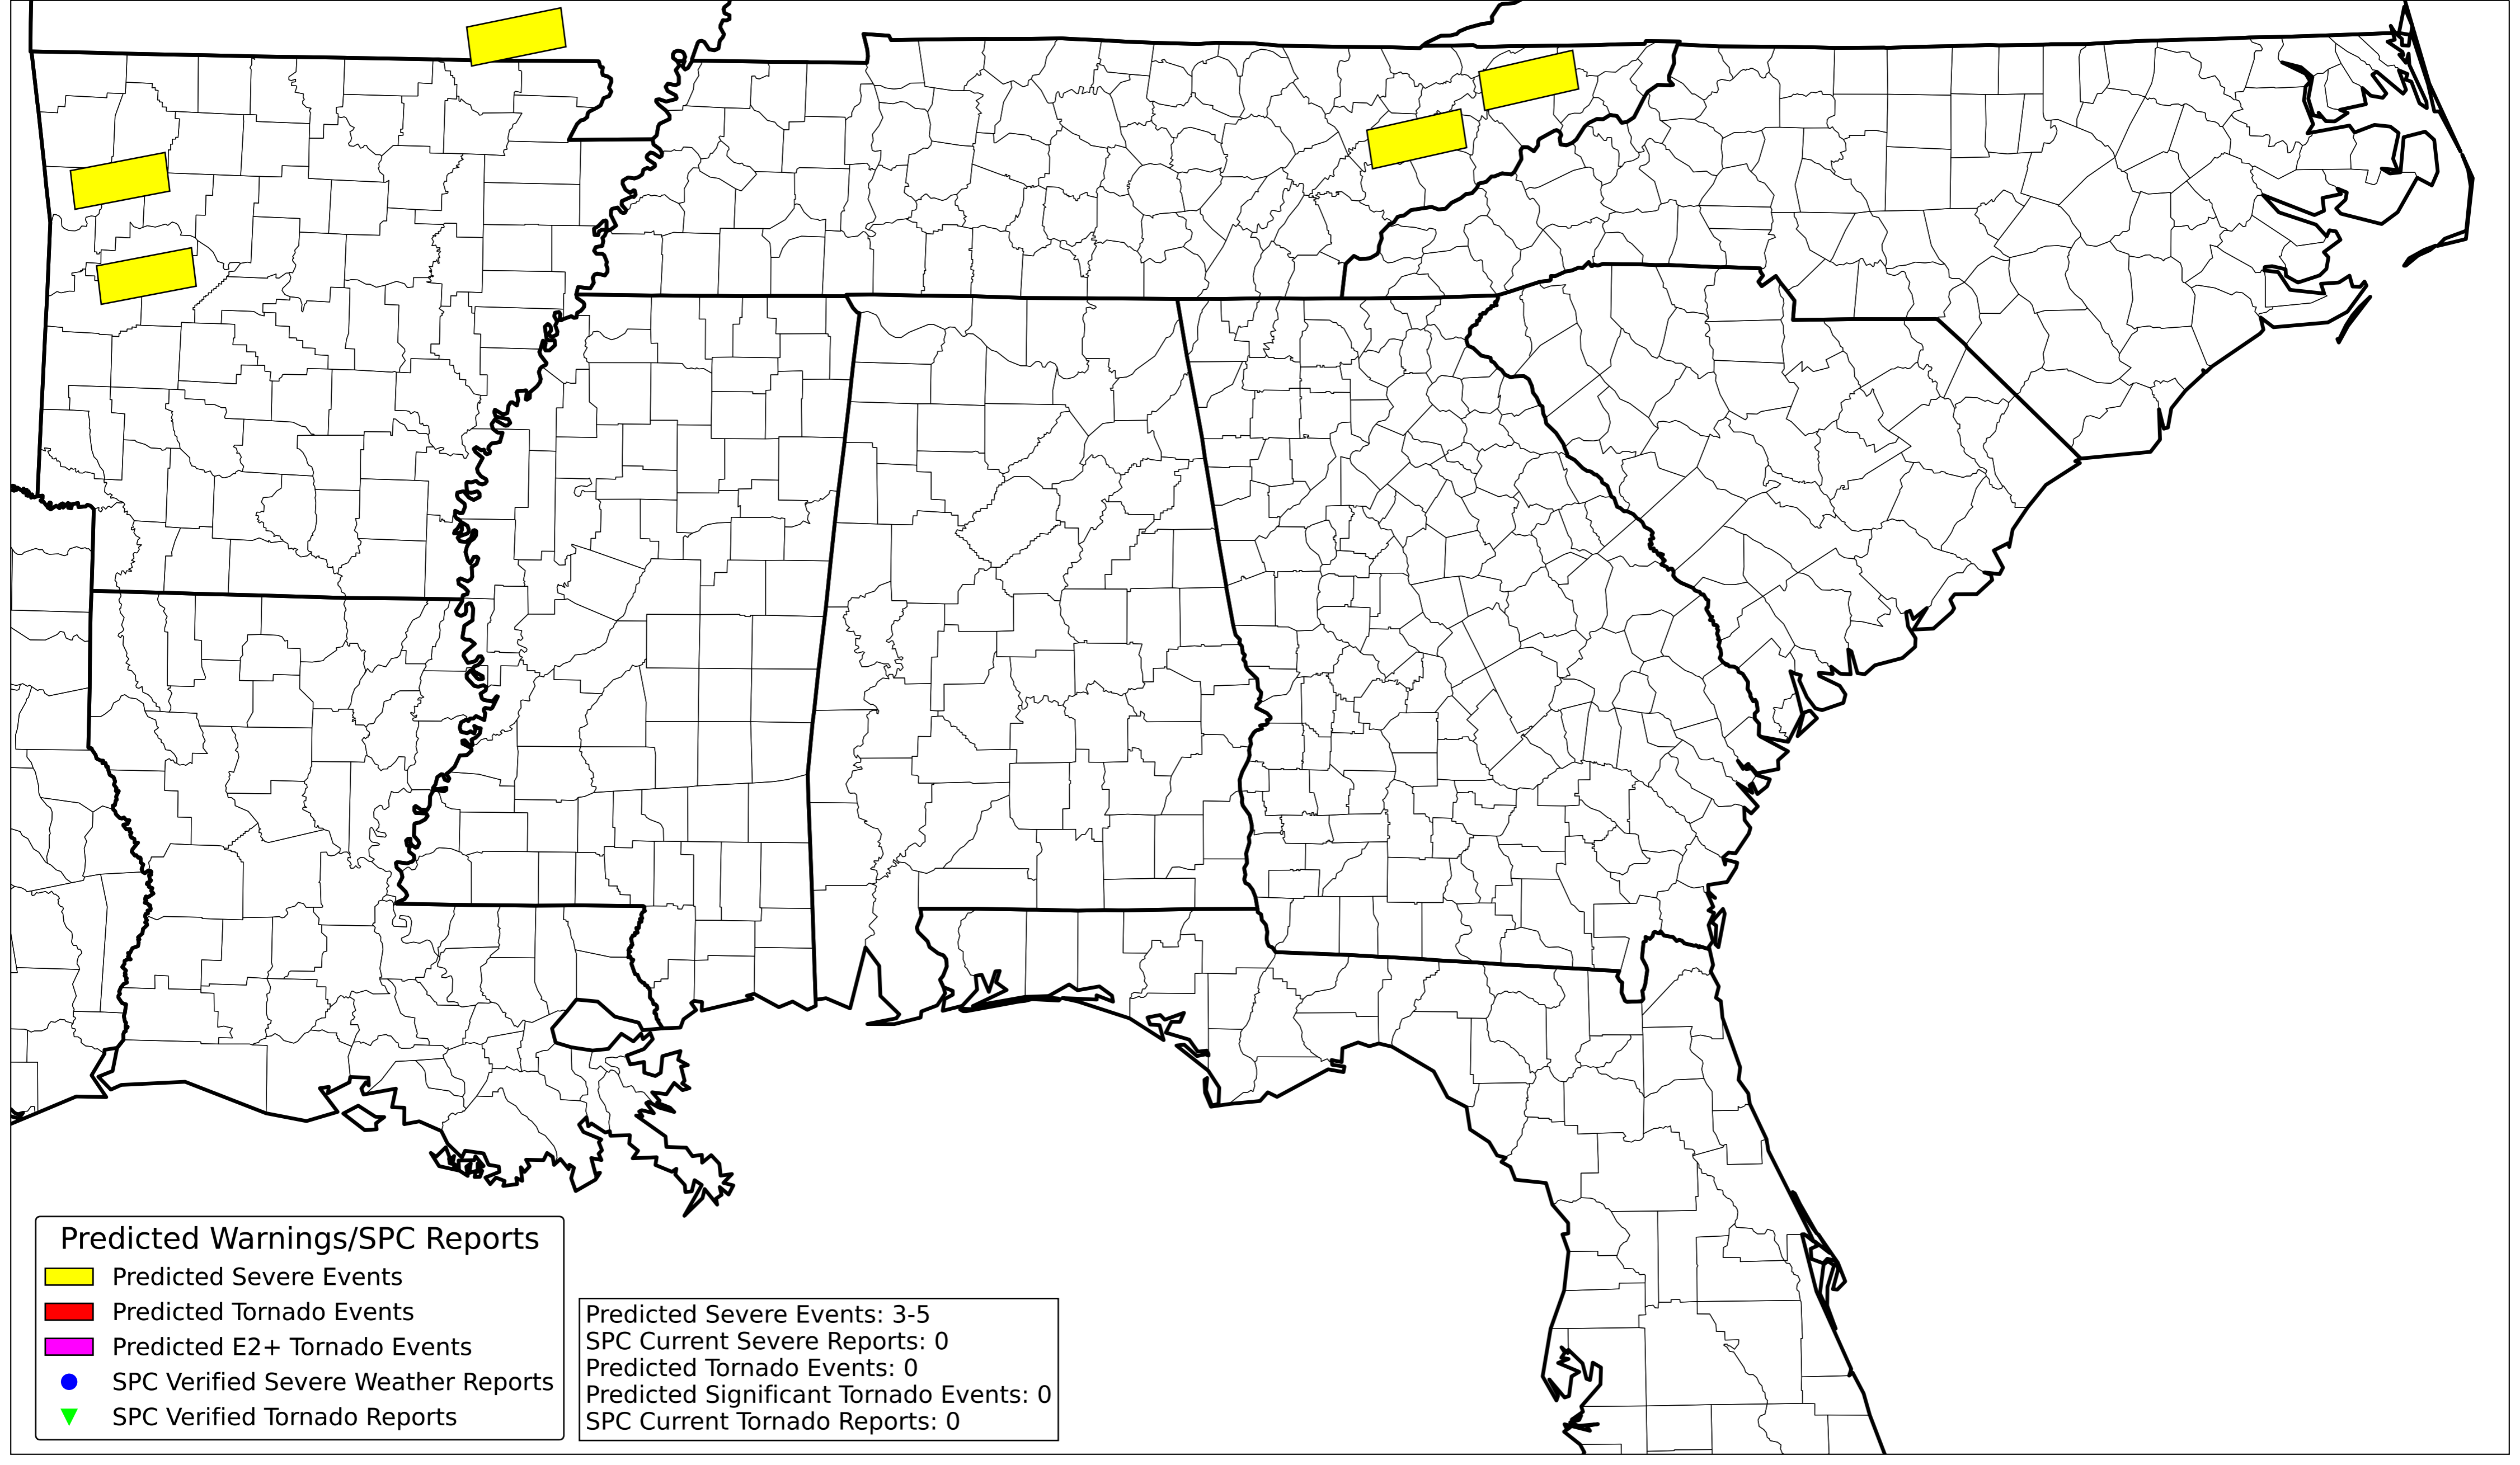 Predicted Warnings/SPC Reports
Predicted Severe Events
Predicted Tornado Events
Predicted E2+ Tornado Events
SPC Verified Severe Weather Reports
SPC Verified Tornado Reports
Predicted Severe Events: 3-5
SPC Current Severe Reports: 0
Predicted Tornado Events: 0
Predicted Significant Tornado Events: 0
SPC Current Tornado Reports: 0